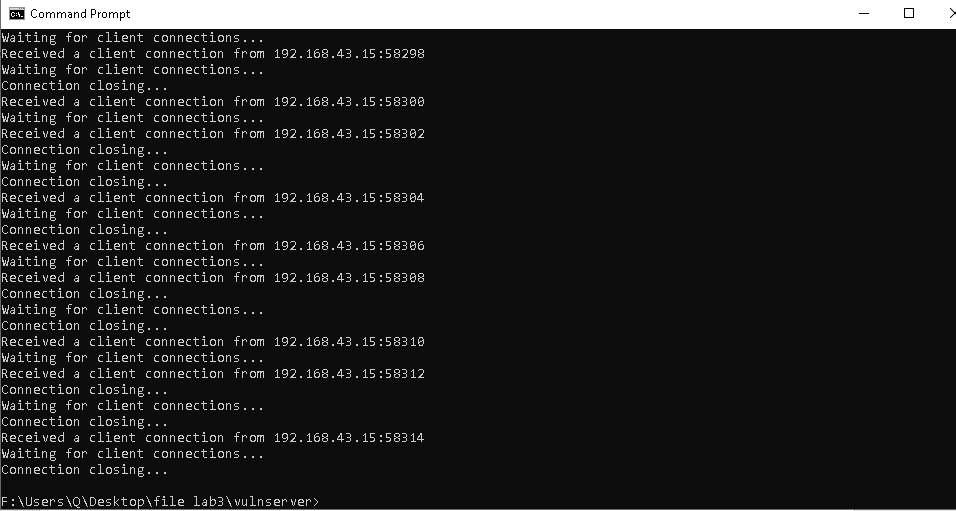 Command Prompt
Waiting for client connections...
Received a client connection from 192.168.43.15:58298
Waiting for client connections...
Connection closing...
Received a client connection from 192.168.43.15:58300
Waiting for client connections...
Received a client connection from 192.168.43.15:58302
Connection closing...
Waiting for client connections...
Connection closing...
Received a client connection from 192.168.43.15:58304
Waiting for client connections...
Connection closing...
Received a client connection from 192.168.43.15:58306
Waiting for client connections...
Received a client connection from 192.168.43.15:58308
Connection closing...
Waiting for client connections...
Connection closing...
Received a client connection from 192.168.43.15:58310
Waiting for client connections...
Received a client connection from 192.168.43.15:58312
Connection closing...
Waiting for client connections...
Connection closing...
Received a client connection from 192.168.43.15:58314
Waiting for client connections...
Connection closing...
F:\Users\Q\Desktop\file lab3\vulnserver>